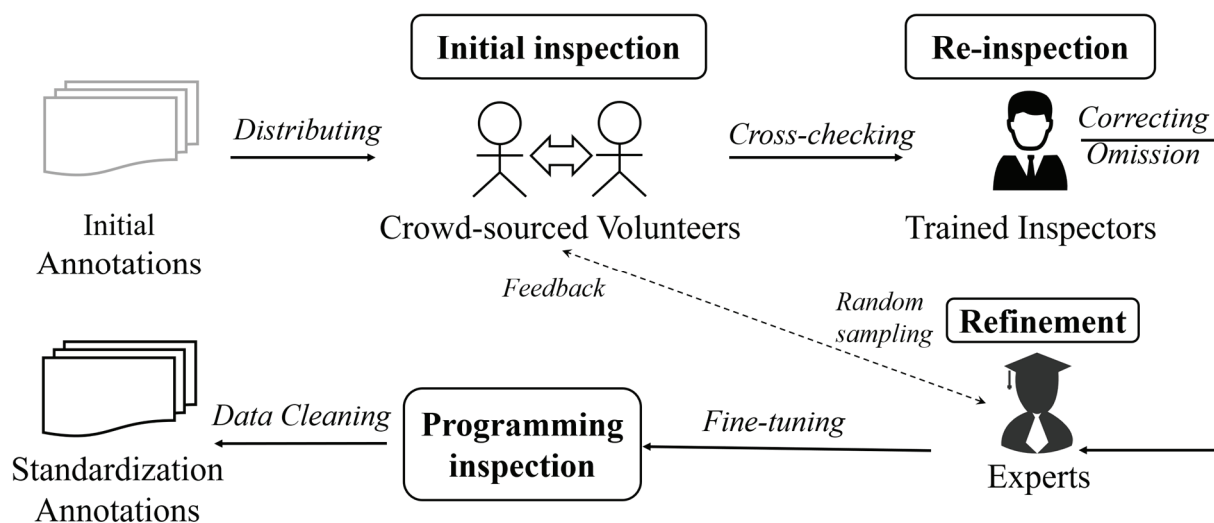 Initial inspection
Re-inspection
Distributing
Cross-checking
Correcting
Omission
Initial
Annotations
Crowd-sourced Volunteers
Trained Inspectors
Feedback
Random
sampling
Refinement
Standardization
Annotations
Data Cleaning
Programming
inspection
Fine-tuning
Experts